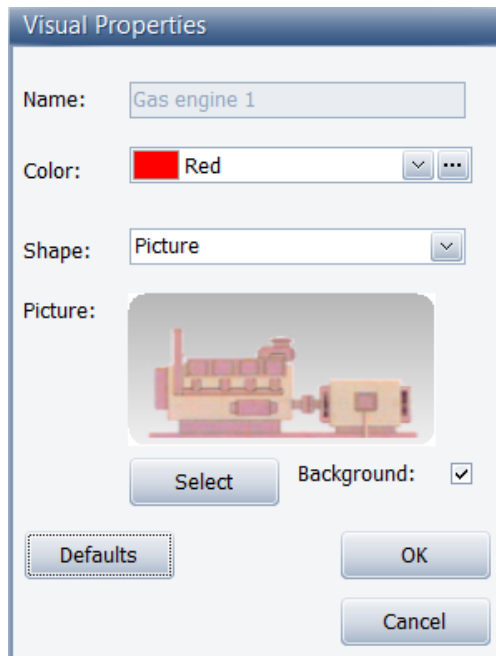 Visual Properties
Name: Gas engine 1
Color: Red ...
Shape: Picture
Picture:
Select Background:
Defaults OK
Cancel